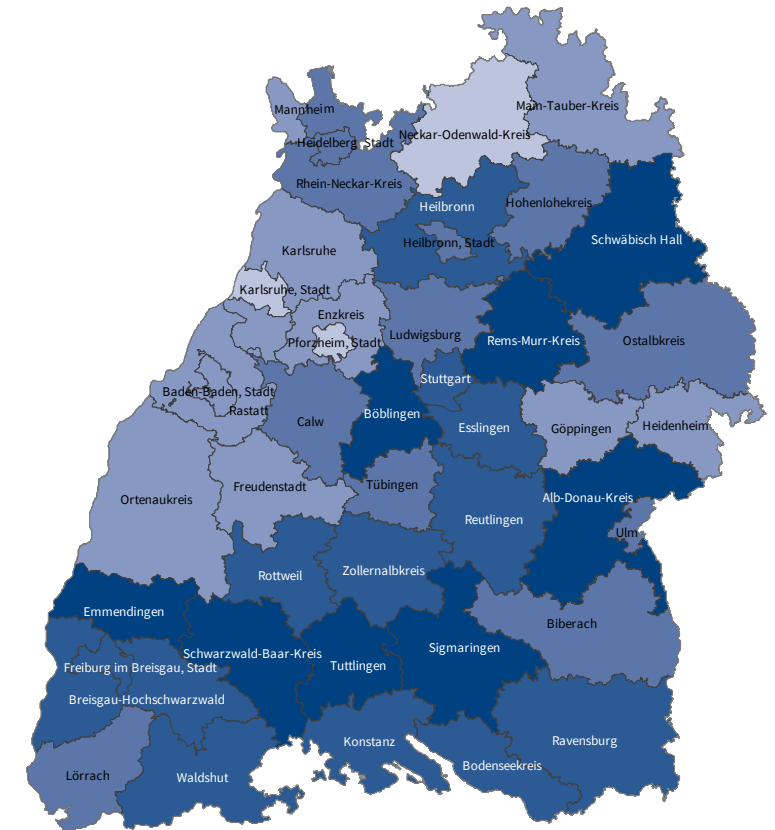 Mannheim
Main-Tauber-Kreis
Neckar-Odenwald-Kreis
Heidelberg, Stadt
Rhein-Neckar-Kreis
Heilbronn
Hohenlohekreis
Schwäbisch Hall
Heilbronn, Stadt
Karlsruhe
Karlsruhe, Stadt
Enzkreis
Pforzheim, Stadt
Ludwigsburg
Rems-Murr-Kreis
Ostalbkreis
Stuttgart
Baden-Baden, Stadt
Rastatt
Calw
Böblingen
Esslingen
Göppingen
Heidenheim
Ortenaukreis
Freudenstadt
Tübingen
Reutlingen
Alb-Donau-Kreis
Ulm
Rottweil
Zollernalbkreis
Emmendingen
Biberach
Schwarzwald-Baar-Kreis
Tuttlingen
Sigmaringen
Freiburg im Breisgau, Stadt
Breisgau-Hochschwarzwald
Konstanz
Ravensburg
Lörrach
Waldshut
Bodenseekreis